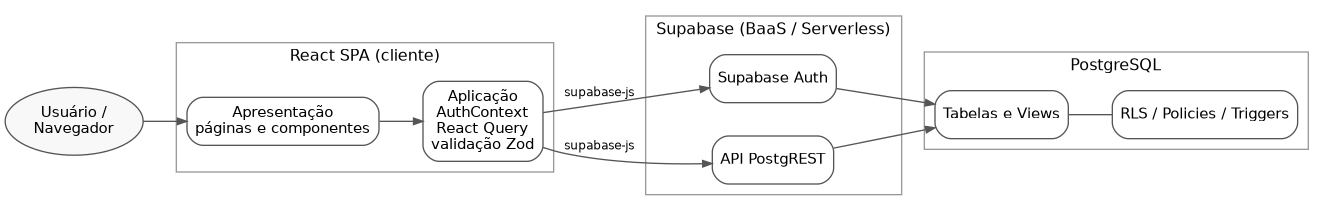 Usuário /
Navegador
React SPA (cliente)
Apresentação
páginas e componentes
Aplicação
AuthContext
React Query
validação Zod
supabase-js
supabase-js
Supabase (BaaS / Serverless)
Supabase Auth
API PostgREST
PostgreSQL
Tabelas e Views
RLS / Policies / Triggers